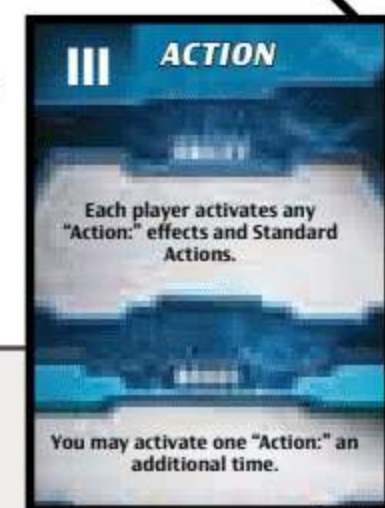 III
ACTION
Each player activates any
"Action:" effects and Standard
Actions.
You may activate one "Action:" an
additional time.